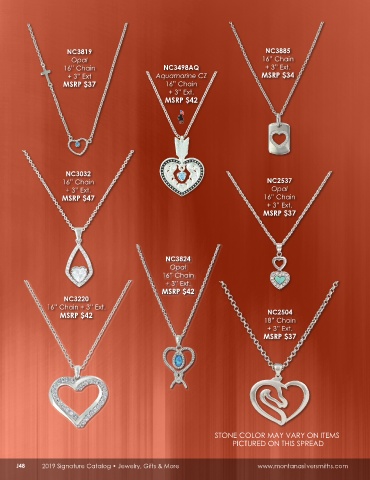 NC3819
Opal
16" Chain
+ 3" Ext.
MSRP $37
NC3498AQ
Aquamarine CZ
16" Chain
+ 3" Ext.
MSRP $42
NC3885
16" Chain
+ 3" Ext.
MSRP $34
NC3032
16" Chain
+ 3" Ext.
MSRP $47
NC2537
Opal
16" Chain
+ 3" Ext.
MSRP $37
NC3824
Opal
16" Chain
+ 3" Ext.
MSRP $42
NC3220
16" Chain + 3" Ext.
MSRP $42
NC2504
18" Chain
+ 3" Ext.
MSRP $37
STONE COLOR MAY VARY ON ITEMS
PICTURED ON THIS SPREAD
J48 2019 Signature Catalog • Jewelry, Gifts & More www.montanasilversmiths.com